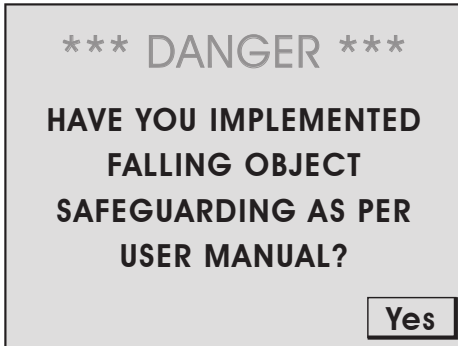 *** DANGER ***
HAVE YOU IMPLEMENTED
FALLING OBJECT
SAFEGUARDING AS PER
USER MANUAL?
Yes